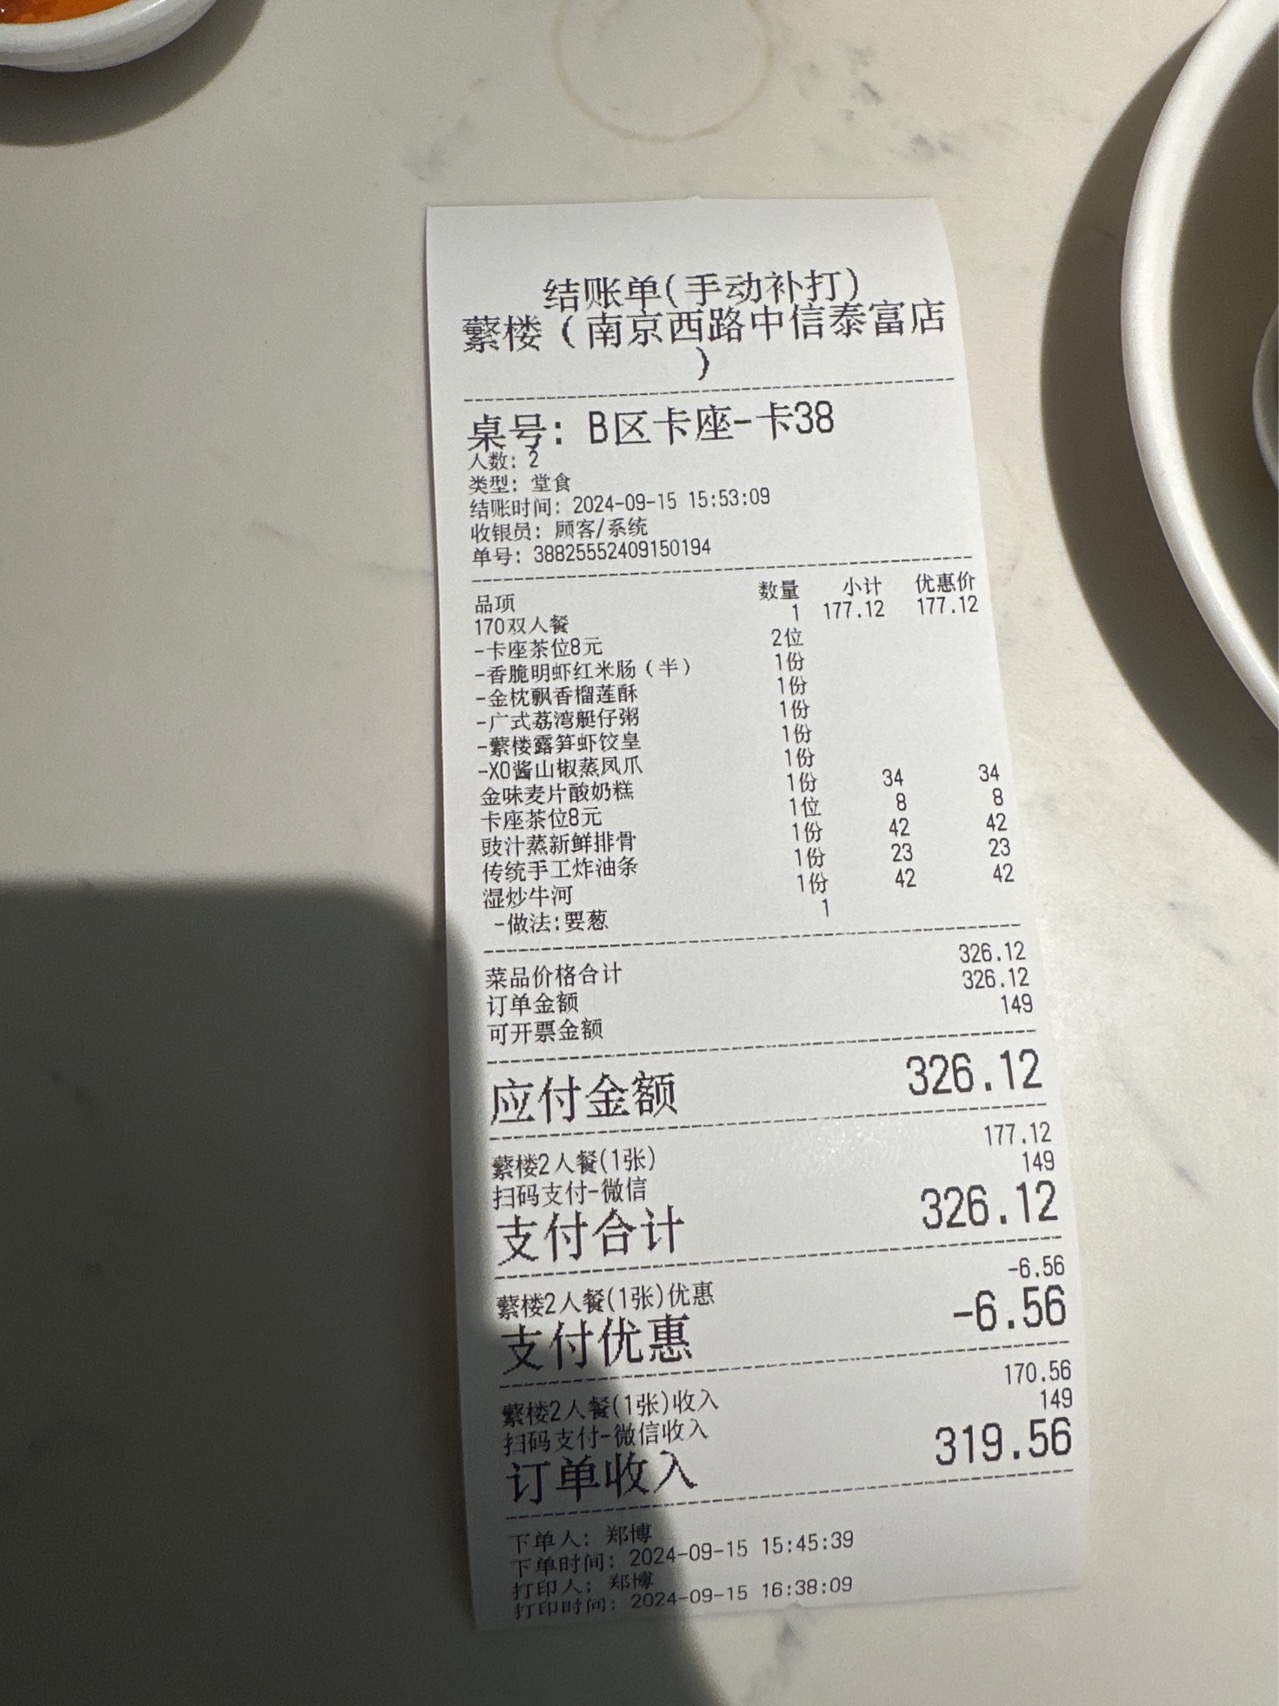 结账单(手动补打)
蘩楼（南京西路中信泰富店
）
桌号: B区卡座-卡38
人数: 2
类型: 堂食
结账时间: 2024-09-15 15:53:09
收银员: 顾客/系统
单号: 38825552409150194
品项 数量 小计 优惠价
170双人餐 1 177.12 177.12
-卡座茶位8元 2位
-香脆明虾红米肠（半） 1份
-金枕飘香榴莲酥 1份
-广式荔湾艇仔粥 1份
-蘩楼露笋虾饺皇 1份
-XO酱山椒蒸凤爪 1份
金味麦片酸奶糕 1份 34 34
卡座茶位8元 1位 8 8
豉汁蒸新鲜排骨 1份 42 42
传统手工炸油条 1份 23 23
湿炒牛河 1份 42 42
-做法:要葱 1
菜品价格合计 326.12
订单金额 326.12
可开票金额 149
应付金额 326.12
蘩楼2人餐(1张) 177.12
扫码支付-微信 149
支付合计 326.12
蘩楼2人餐(1张)优惠 -6.56
支付优惠 -6.56
蘩楼2人餐(1张)收入 170.56
扫码支付-微信收入 149
订单收入 319.56
下单人: 郑博
下单时间: 2024-09-15 15:45:39
打印人: 郑博
打印时间: 2024-09-15 16:38:09